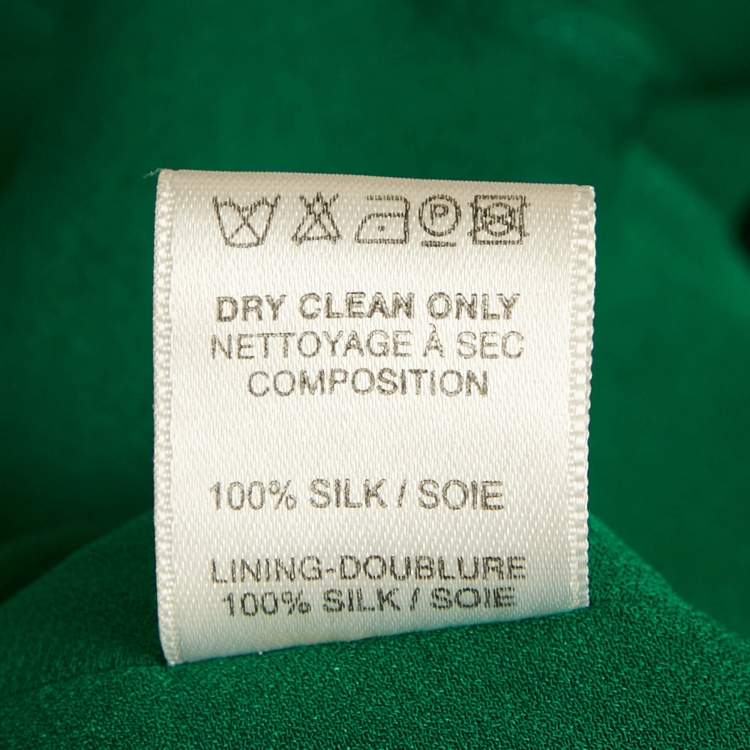 P
DRY CLEAN ONLY
NETTOYAGE À SEC
COMPOSITION
100% SILK / SOIE
LINING-DOUBLURE
100% SILK / SOIE